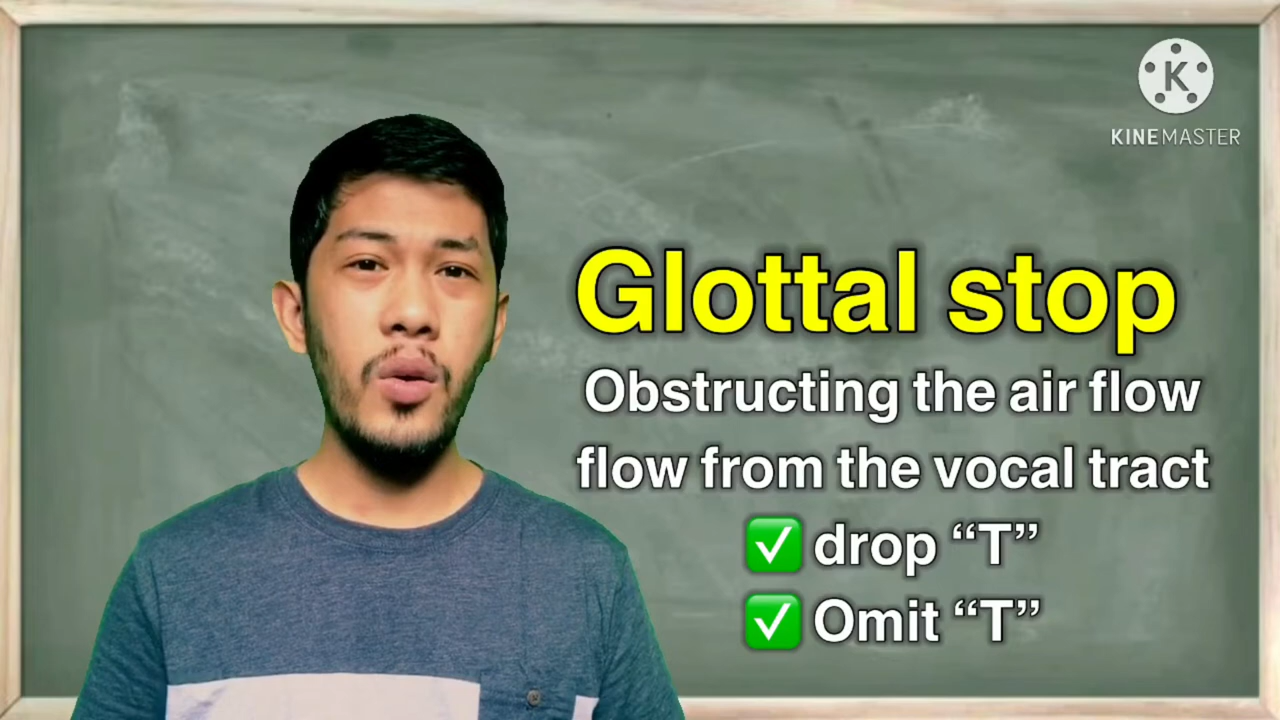 K
KINEMASTER
Glottal stop
Obstructing the air flow
flow from the vocal tract
✅ drop “T”
✅ Omit “T”